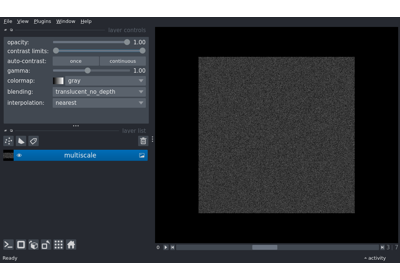 File View Plugins Window Help
layer controls
opacity: 1.00
contrast limits:
auto-contrast: once continuous
gamma: 1.00
colormap: gray
blending: translucent_no_depth
interpolation: nearest
layer list
multiscale
0
Ready
activity